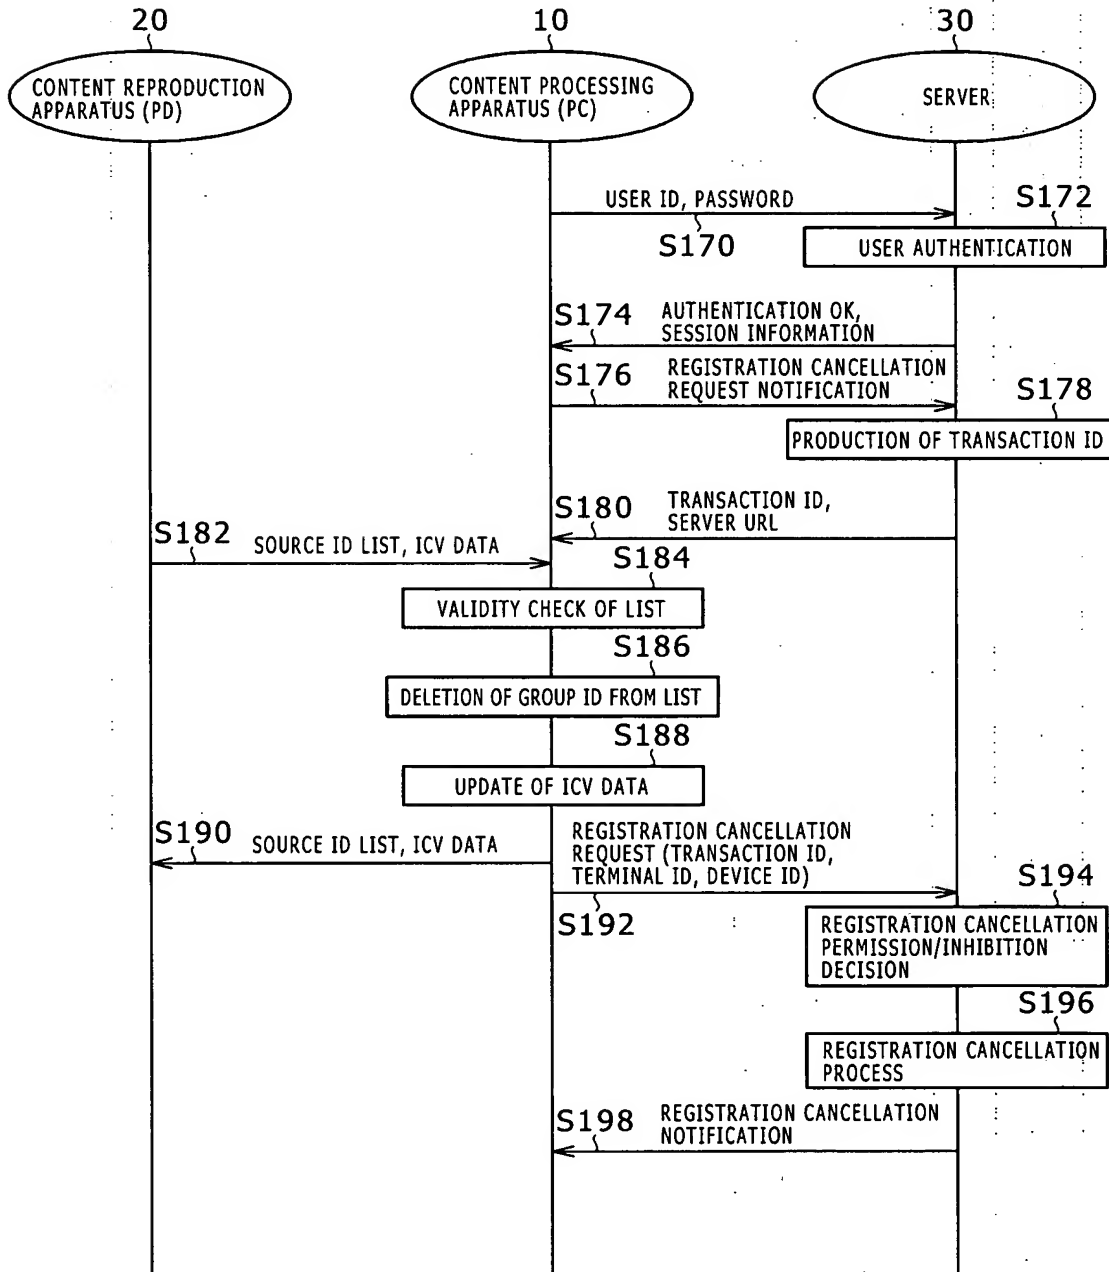 20
10
30
CONTENT REPRODUCTION
APPARATUS (PD)
CONTENT PROCESSING
APPARATUS (PC)
SERVER
USER ID, PASSWORD
S170
S172
USER AUTHENTICATION
S174
AUTHENTICATION OK,
SESSION INFORMATION
S176
REGISTRATION CANCELLATION
REQUEST NOTIFICATION
S178
PRODUCTION OF TRANSACTION ID
S180
TRANSACTION ID,
SERVER URL
S182
SOURCE ID LIST, ICV DATA
S184
VALIDITY CHECK OF LIST
S186
DELETION OF GROUP ID FROM LIST
S188
UPDATE OF ICV DATA
S190
SOURCE ID LIST, ICV DATA
REGISTRATION CANCELLATION
REQUEST (TRANSACTION ID,
TERMINAL ID, DEVICE ID)
S192
S194
REGISTRATION CANCELLATION
PERMISSION/INHIBITION
DECISION
S196
REGISTRATION CANCELLATION
PROCESS
S198
REGISTRATION CANCELLATION
NOTIFICATION